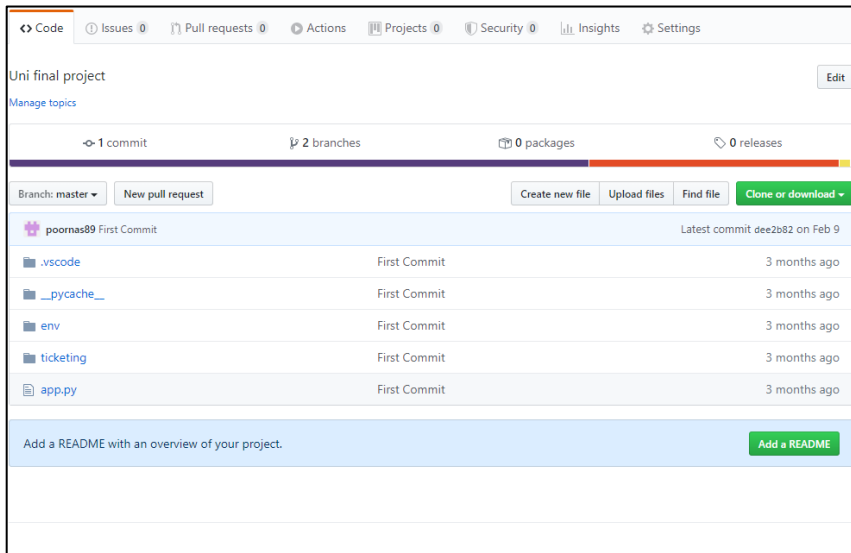 Code Issues 0 Pull requests 0 Actions Projects 0 Security 0 Insights Settings
Uni final project Edit
Manage topics
1 commit 2 branches 0 packages 0 releases
Branch: master New pull request Create new file Upload files Find file Clone or download
poornas89 First Commit Latest commit dee2b82 on Feb 9
.vscode First Commit 3 months ago
__pycache__ First Commit 3 months ago
env First Commit 3 months ago
ticketing First Commit 3 months ago
app.py First Commit 3 months ago
Add a README with an overview of your project. Add a README